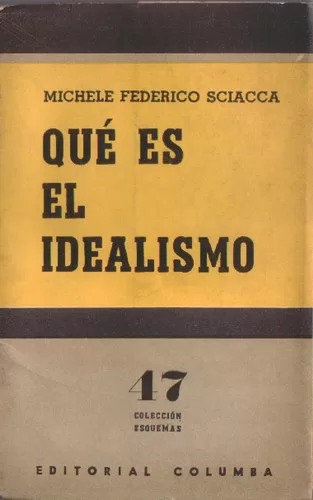 MICHELE FEDERICO SCIACCA
QUÉ ES
EL
IDEALISMO
47
COLECCIÓN
ESQUEMAS
EDITORIAL COLUMBA